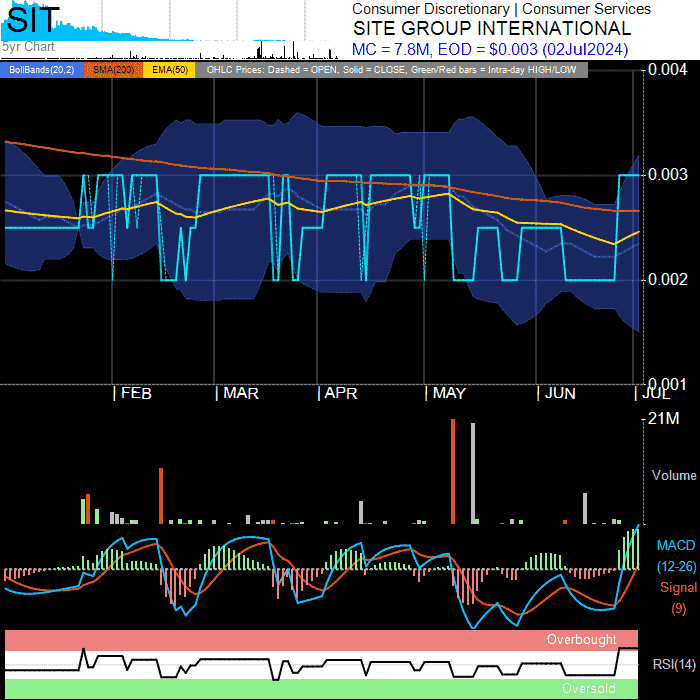 SIT
5yr Chart
Consumer Discretionary | Consumer Services
SITE GROUP INTERNATIONAL
MC = 7.8M, EOD = $0.003 (02Jul2024)
BollBands(20,2) SMA(200) EMA(50) OHLC Prices: Dashed = OPEN, Solid = CLOSE, Green/Red bars = Intra-day HIGH/LOW
0.004
0.003
0.002
0.001
FEB MAR APR MAY JUN JUL
21M
Volume
MACD
(12-26)
Signal
(9)
Overbought
RSI(14)
Oversold